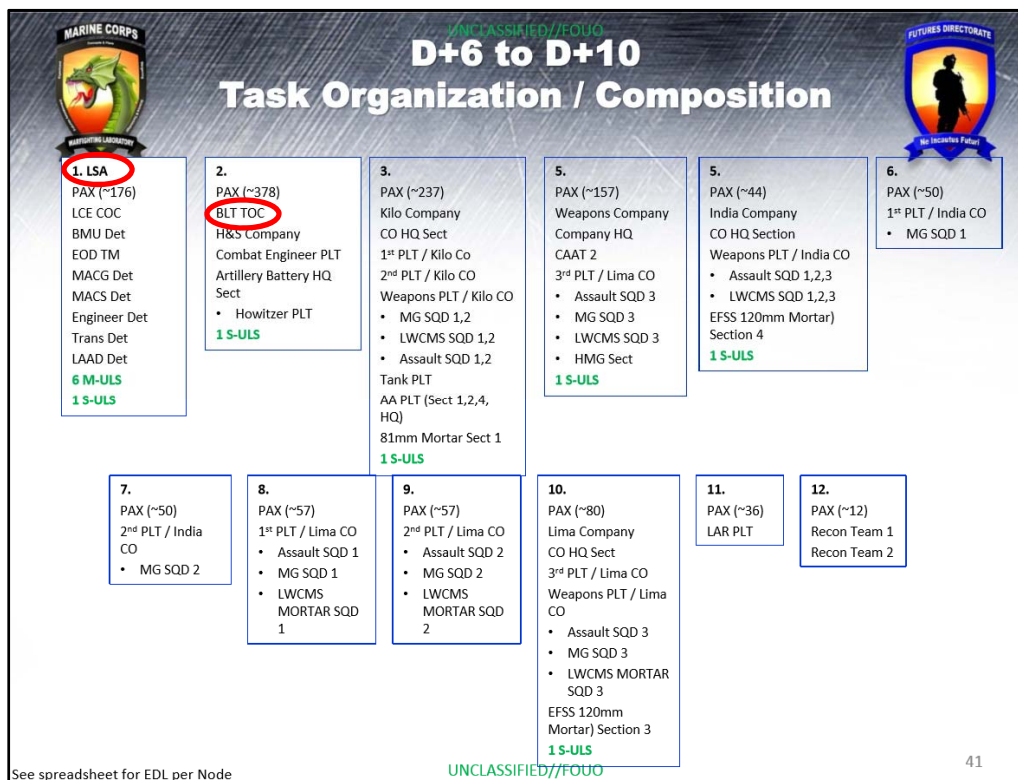 MARINE CORPS
WARFIGHTING LABORATORY
UNCLASSIFIED//FOUO
D+6 to D+10
Task Organization / Composition
FUTURES DIRECTORATE
No Incautus Futuri
1. LSA
PAX (~176)
LCE COC
BMU Det
EOD TM
MACG Det
MACS Det
Engineer Det
Trans Det
LAAD Det
6 M-ULS
1 S-ULS
2.
PAX (~378)
BLT TOC
H&S Company
Combat Engineer PLT
Artillery Battery HQ
Sect
• Howitzer PLT
1 S-ULS
3.
PAX (~237)
Kilo Company
CO HQ Sect
1st PLT / Kilo Co
2nd PLT / Kilo CO
Weapons PLT / Kilo CO
• MG SQD 1,2
• LWCMS SQD 1,2
• Assault SQD 1,2
Tank PLT
AA PLT (Sect 1,2,4,
HQ)
81mm Mortar Sect 1
1 S-ULS
5.
PAX (~157)
Weapons Company
Company HQ
CAAT 2
3rd PLT / Lima CO
• Assault SQD 3
• MG SQD 3
• LWCMS SQD 3
• HMG Sect
1 S-ULS
5.
PAX (~44)
India Company
CO HQ Section
Weapons PLT / India CO
• Assault SQD 1,2,3
• LWCMS SQD 1,2,3
EFSS 120mm Mortar)
Section 4
1 S-ULS
6.
PAX (~50)
1st PLT / India CO
• MG SQD 1
7.
PAX (~50)
2nd PLT / India
CO
• MG SQD 2
8.
PAX (~57)
1st PLT / Lima CO
• Assault SQD 1
• MG SQD 1
• LWCMS
MORTAR SQD
1
9.
PAX (~57)
2nd PLT / Lima CO
• Assault SQD 2
• MG SQD 2
• LWCMS
MORTAR SQD
2
10.
PAX (~80)
Lima Company
CO HQ Sect
3rd PLT / Lima CO
Weapons PLT / Lima
CO
• Assault SQD 3
• MG SQD 3
• LWCMS MORTAR
SQD 3
EFSS 120mm
Mortar) Section 3
1 S-ULS
11.
PAX (~36)
LAR PLT
12.
PAX (~12)
Recon Team 1
Recon Team 2
See spreadsheet for EDL per Node
UNCLASSIFIED//FOUO
41